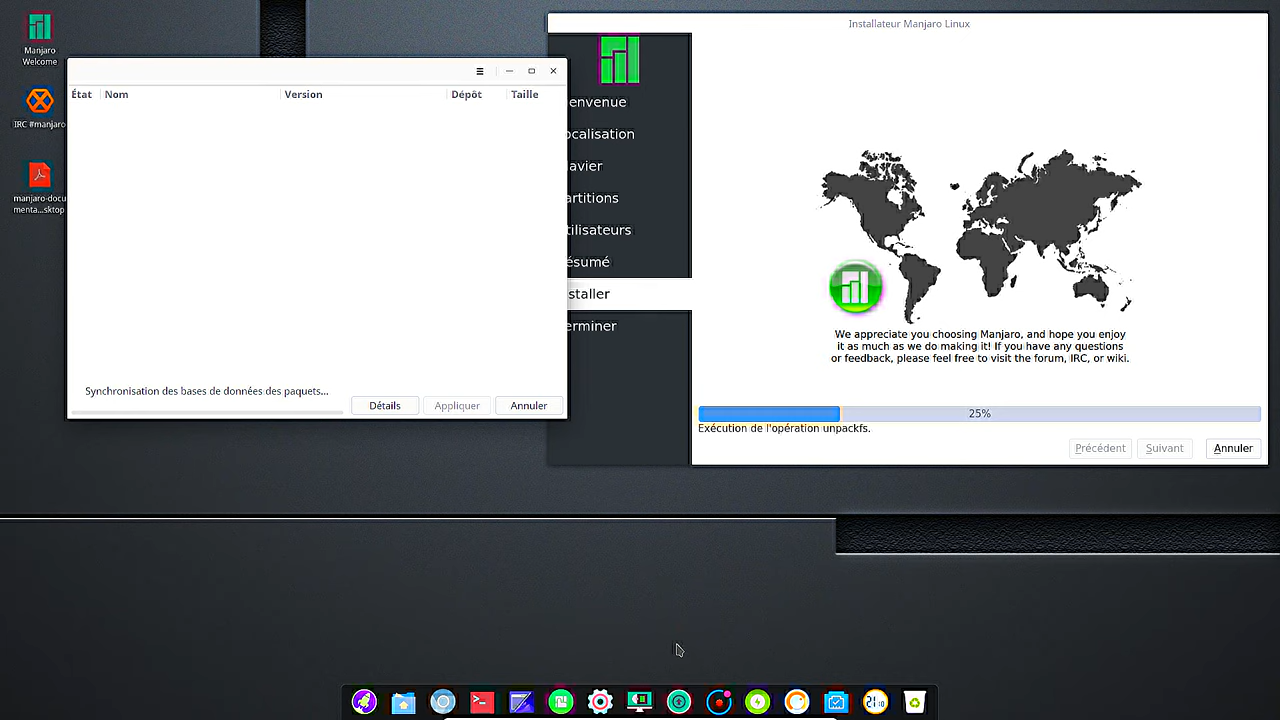 Manjaro
Welcome
IRC #manjaro
manjaro-docu
menta...sktop
État Nom Version Dépôt Taille
Synchronisation des bases de données des paquets...
Détails Appliquer Annuler
Installateur Manjaro Linux
envenue
ocalisation
avier
artitions
tilisateurs
ésumé
staller
erminer
We appreciate you choosing Manjaro, and hope you enjoy
it as much as we do making it! If you have any questions
or feedback, please feel free to visit the forum, IRC, or wiki.
25%
Exécution de l'opération unpackfs.
Précédent Suivant Annuler